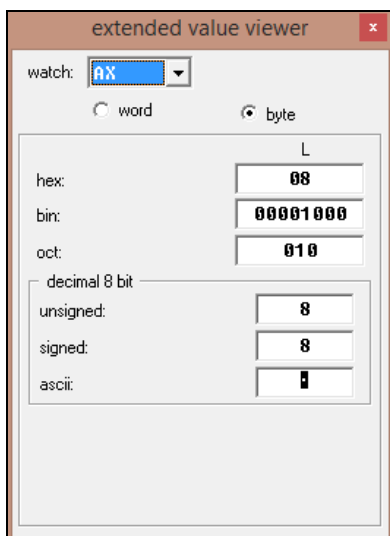 extended value viewer x
watch: AX
word byte
L
hex: 08
bin: 00001000
oct: 010
decimal 8 bit
unsigned: 8
signed: 8
ascii: ◘